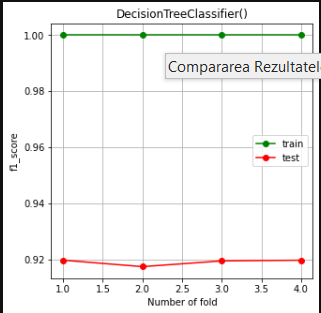 DecisionTreeClassifier()
1.00
Compararea Rezultatel
0.98
0.96
train
test
f1_score
0.94
0.92
1.0 1.5 2.0 2.5 3.0 3.5 4.0
Number of fold